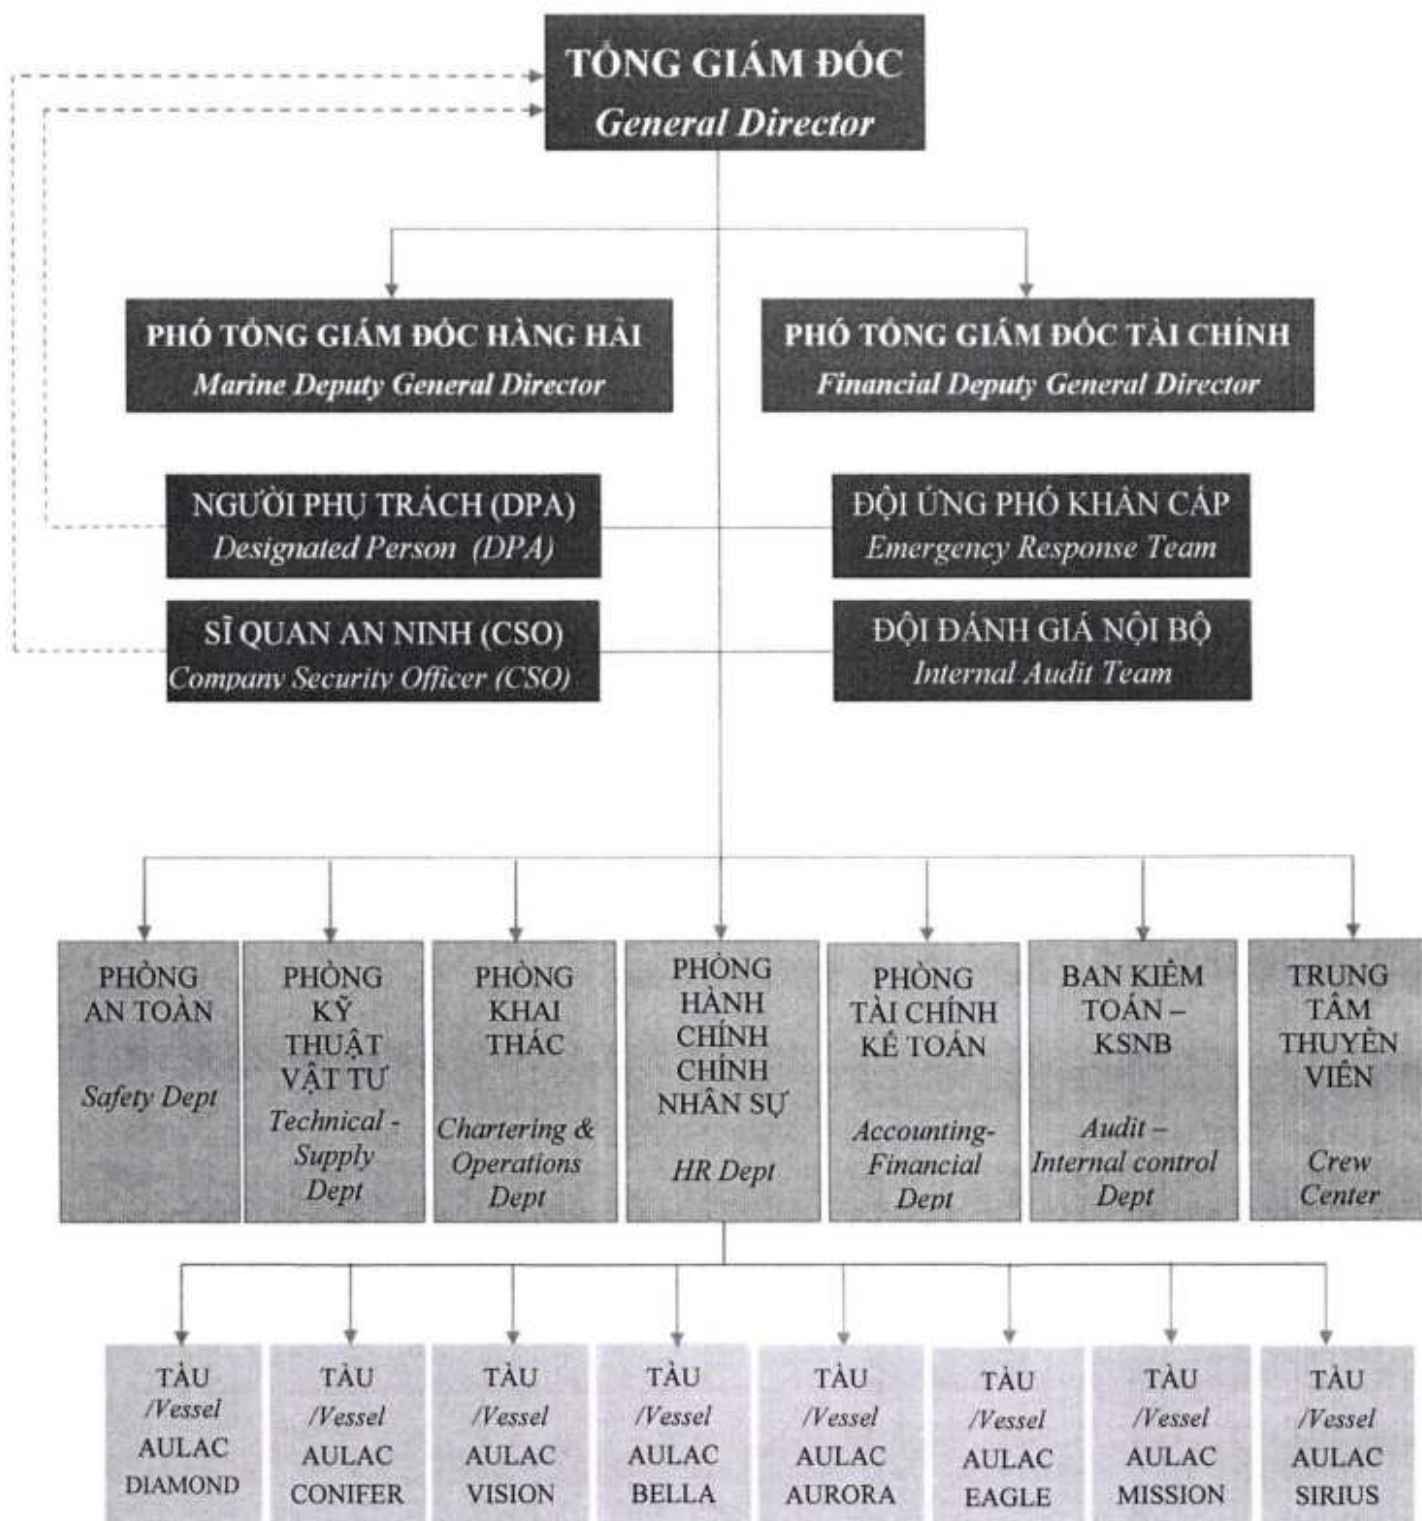 TỔNG GIÁM ĐỐC
General Director
PHÓ TỔNG GIÁM ĐỐC HÀNG HẢI
Marine Deputy General Director
PHÓ TỔNG GIÁM ĐỐC TÀI CHÍNH
Financial Deputy General Director
NGƯỜI PHỤ TRÁCH (DPA)
Designated Person (DPA)
ĐỘI ỨNG PHÓ KHẨN CẤP
Emergency Response Team
SĨ QUAN AN NINH (CSO)
Company Security Officer (CSO)
ĐỘI ĐÁNH GIÁ NỘI BỘ
Internal Audit Team
PHÒNG
AN TOÀN
Safety Dept
PHÒNG
KỸ
THUẬT
VẬT TƯ
Technical -
Supply
Dept
PHÒNG
KHAI
THÁC
Chartering &
Operations
Dept
PHÒNG
HÀNH
CHÍNH
CHÍNH
NHÂN SỰ
HR Dept
PHÒNG
TÀI CHÍNH
KẾ TOÁN
Accounting-
Financial
Dept
BAN KIỂM
TOÁN –
KSNB
Audit –
Internal control
Dept
TRUNG
TÂM
THUYỀN
VIÊN
Crew
Center
TÀU
/Vessel
AULAC
DIAMOND
TÀU
/Vessel
AULAC
CONIFER
TÀU
/Vessel
AULAC
VISION
TÀU
/Vessel
AULAC
BELLA
TÀU
/Vessel
AULAC
AURORA
TÀU
/Vessel
AULAC
EAGLE
TÀU
/Vessel
AULAC
MISSION
TÀU
/Vessel
AULAC
SIRIUS